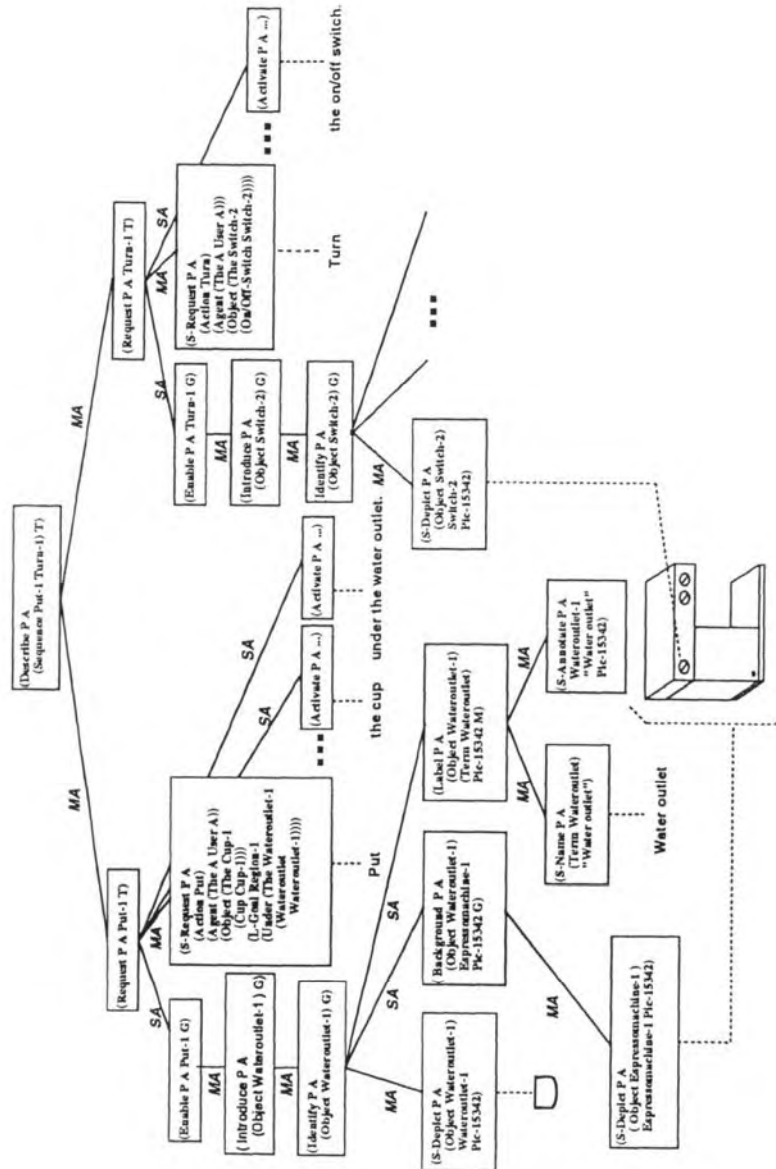 (Describe P A
(Sequence Put-1 Turn-1) T)
MA
MA
(Request P A Put-1 T)
(Request P A Turn-1 T)
SA
MA
SA
SA
(Enable P A Put-1 G)
MA
( Introduce P A
(Object Wateroutlet-1 ) G)
MA
(Identify P A
(Object Wateroutlet-1) G)
(S-Request P A
(Action Put)
(Agent (The A User A))
(Object (The Cup-1
(Cup Cup-1)))
(L-Goal Region-1
(Under (The Wateroutlet-1
(Wateroutlet
Wateroutlet-1))))
Put
(Activate P A ...)
the cup
(Activate P A ...)
under the water outlet.
SA
MA
SA
(Enable P A Turn-1 G)
MA
(Introduce P A
(Object Switch-2) G)
MA
(Identify P A
(Object Switch-2) G)
(S-Request P A
(Action Turn)
(Agent (The A User A)))
(Object (The Switch-2
(On/Off-Switch Switch-2))))
Turn
(Activate P A ...)
the on/off switch.
MA
SA
SA
(S-Depict P A
(Object Wateroutlet-1)
Wateroutlet-1
Pic-15342)
( Background P A
(Object Wateroutlet-1)
Espressomachine-1
Pic-15342 G)
(Label P A
(Object Wateroutlet-1)
(Term Wateroutlet)
Pic-15342 M)
MA
(S-Depict P A
(Object Switch-2)
Switch-2
Pic-15342)
MA
MA
MA
(S-Depict P A
( Object Espressomachine-1 )
Espressomachine-1 Pic-15342)
(S-Name P A
(Term Wateroutlet)
"Water outlet")
Water outlet
(S-Annotate P A
Wateroutlet-1
"Water outlet"
Pic-15342)